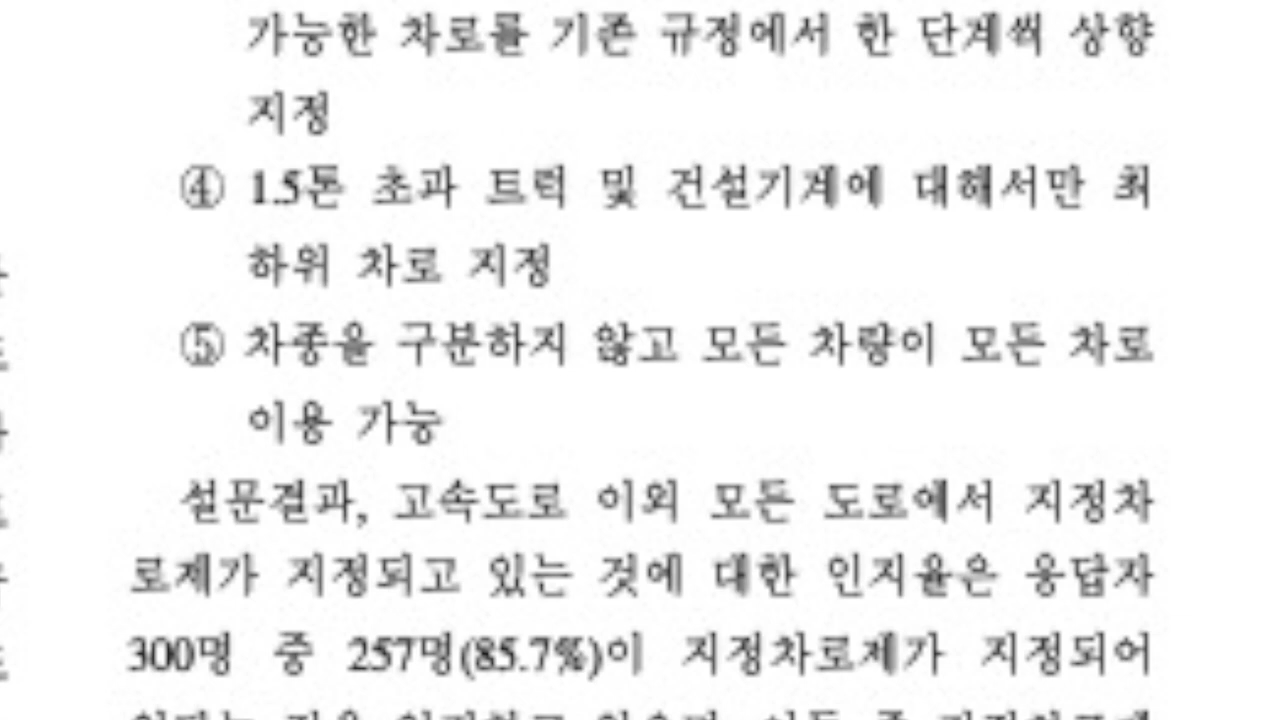 가능한 차로를 기존 규정에서 한 단계씩 상향
지정
④ 1.5톤 초과 트럭 및 건설기계에 대해서만 최
하위 차로 지정
⑤ 차종을 구분하지 않고 모든 차량이 모든 차로
이용 가능
설문결과, 고속도로 이외 모든 도로에서 지정차
로제가 지정되고 있는 것에 대한 인지율은 응답자
300명 중 257명(85.7%)이 지정차로제가 지정되어